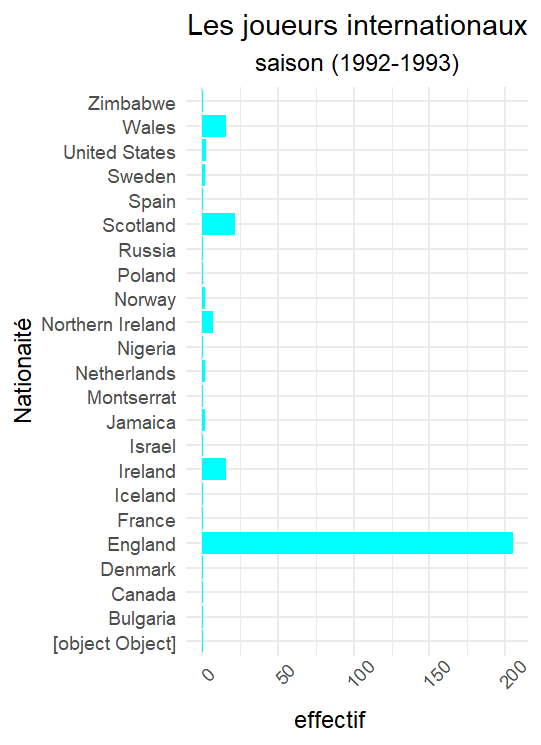 Les joueurs internationaux
saison (1992-1993)
Zimbabwe
Wales
United States
Sweden
Spain
Scotland
Russia
Poland
Norway
Northern Ireland
Nigeria
Netherlands
Montserrat
Jamaica
Israel
Ireland
Iceland
France
England
Denmark
Canada
Bulgaria
[object Object]
Nationaité
0
50
100
150
200
effectif